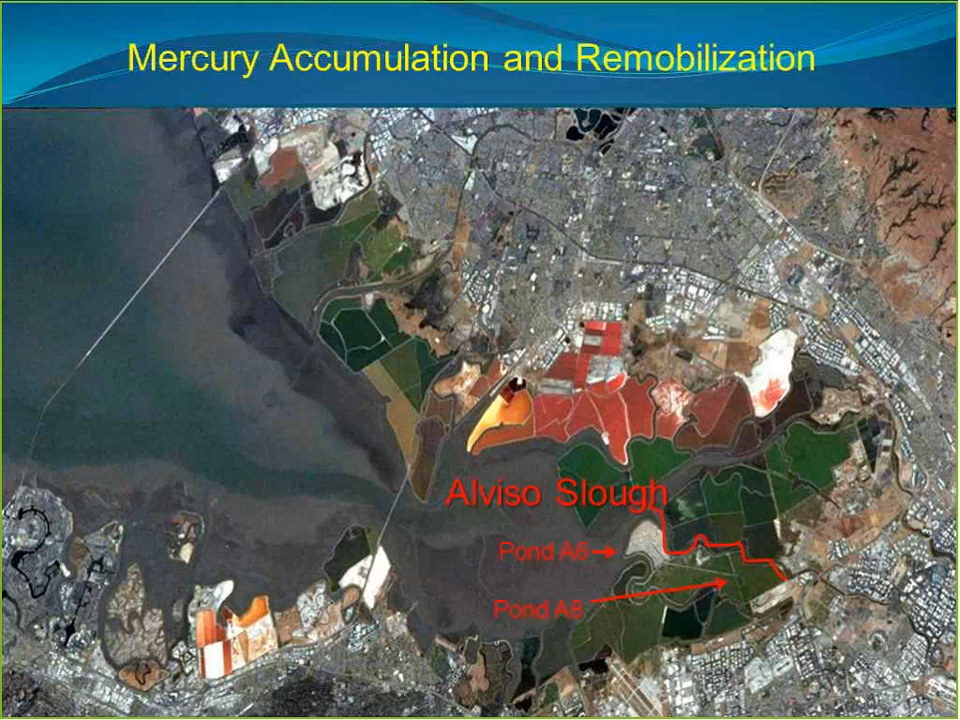 Mercury Accumulation and Remobilization
Alviso Slough
Pond A6
Pond A8